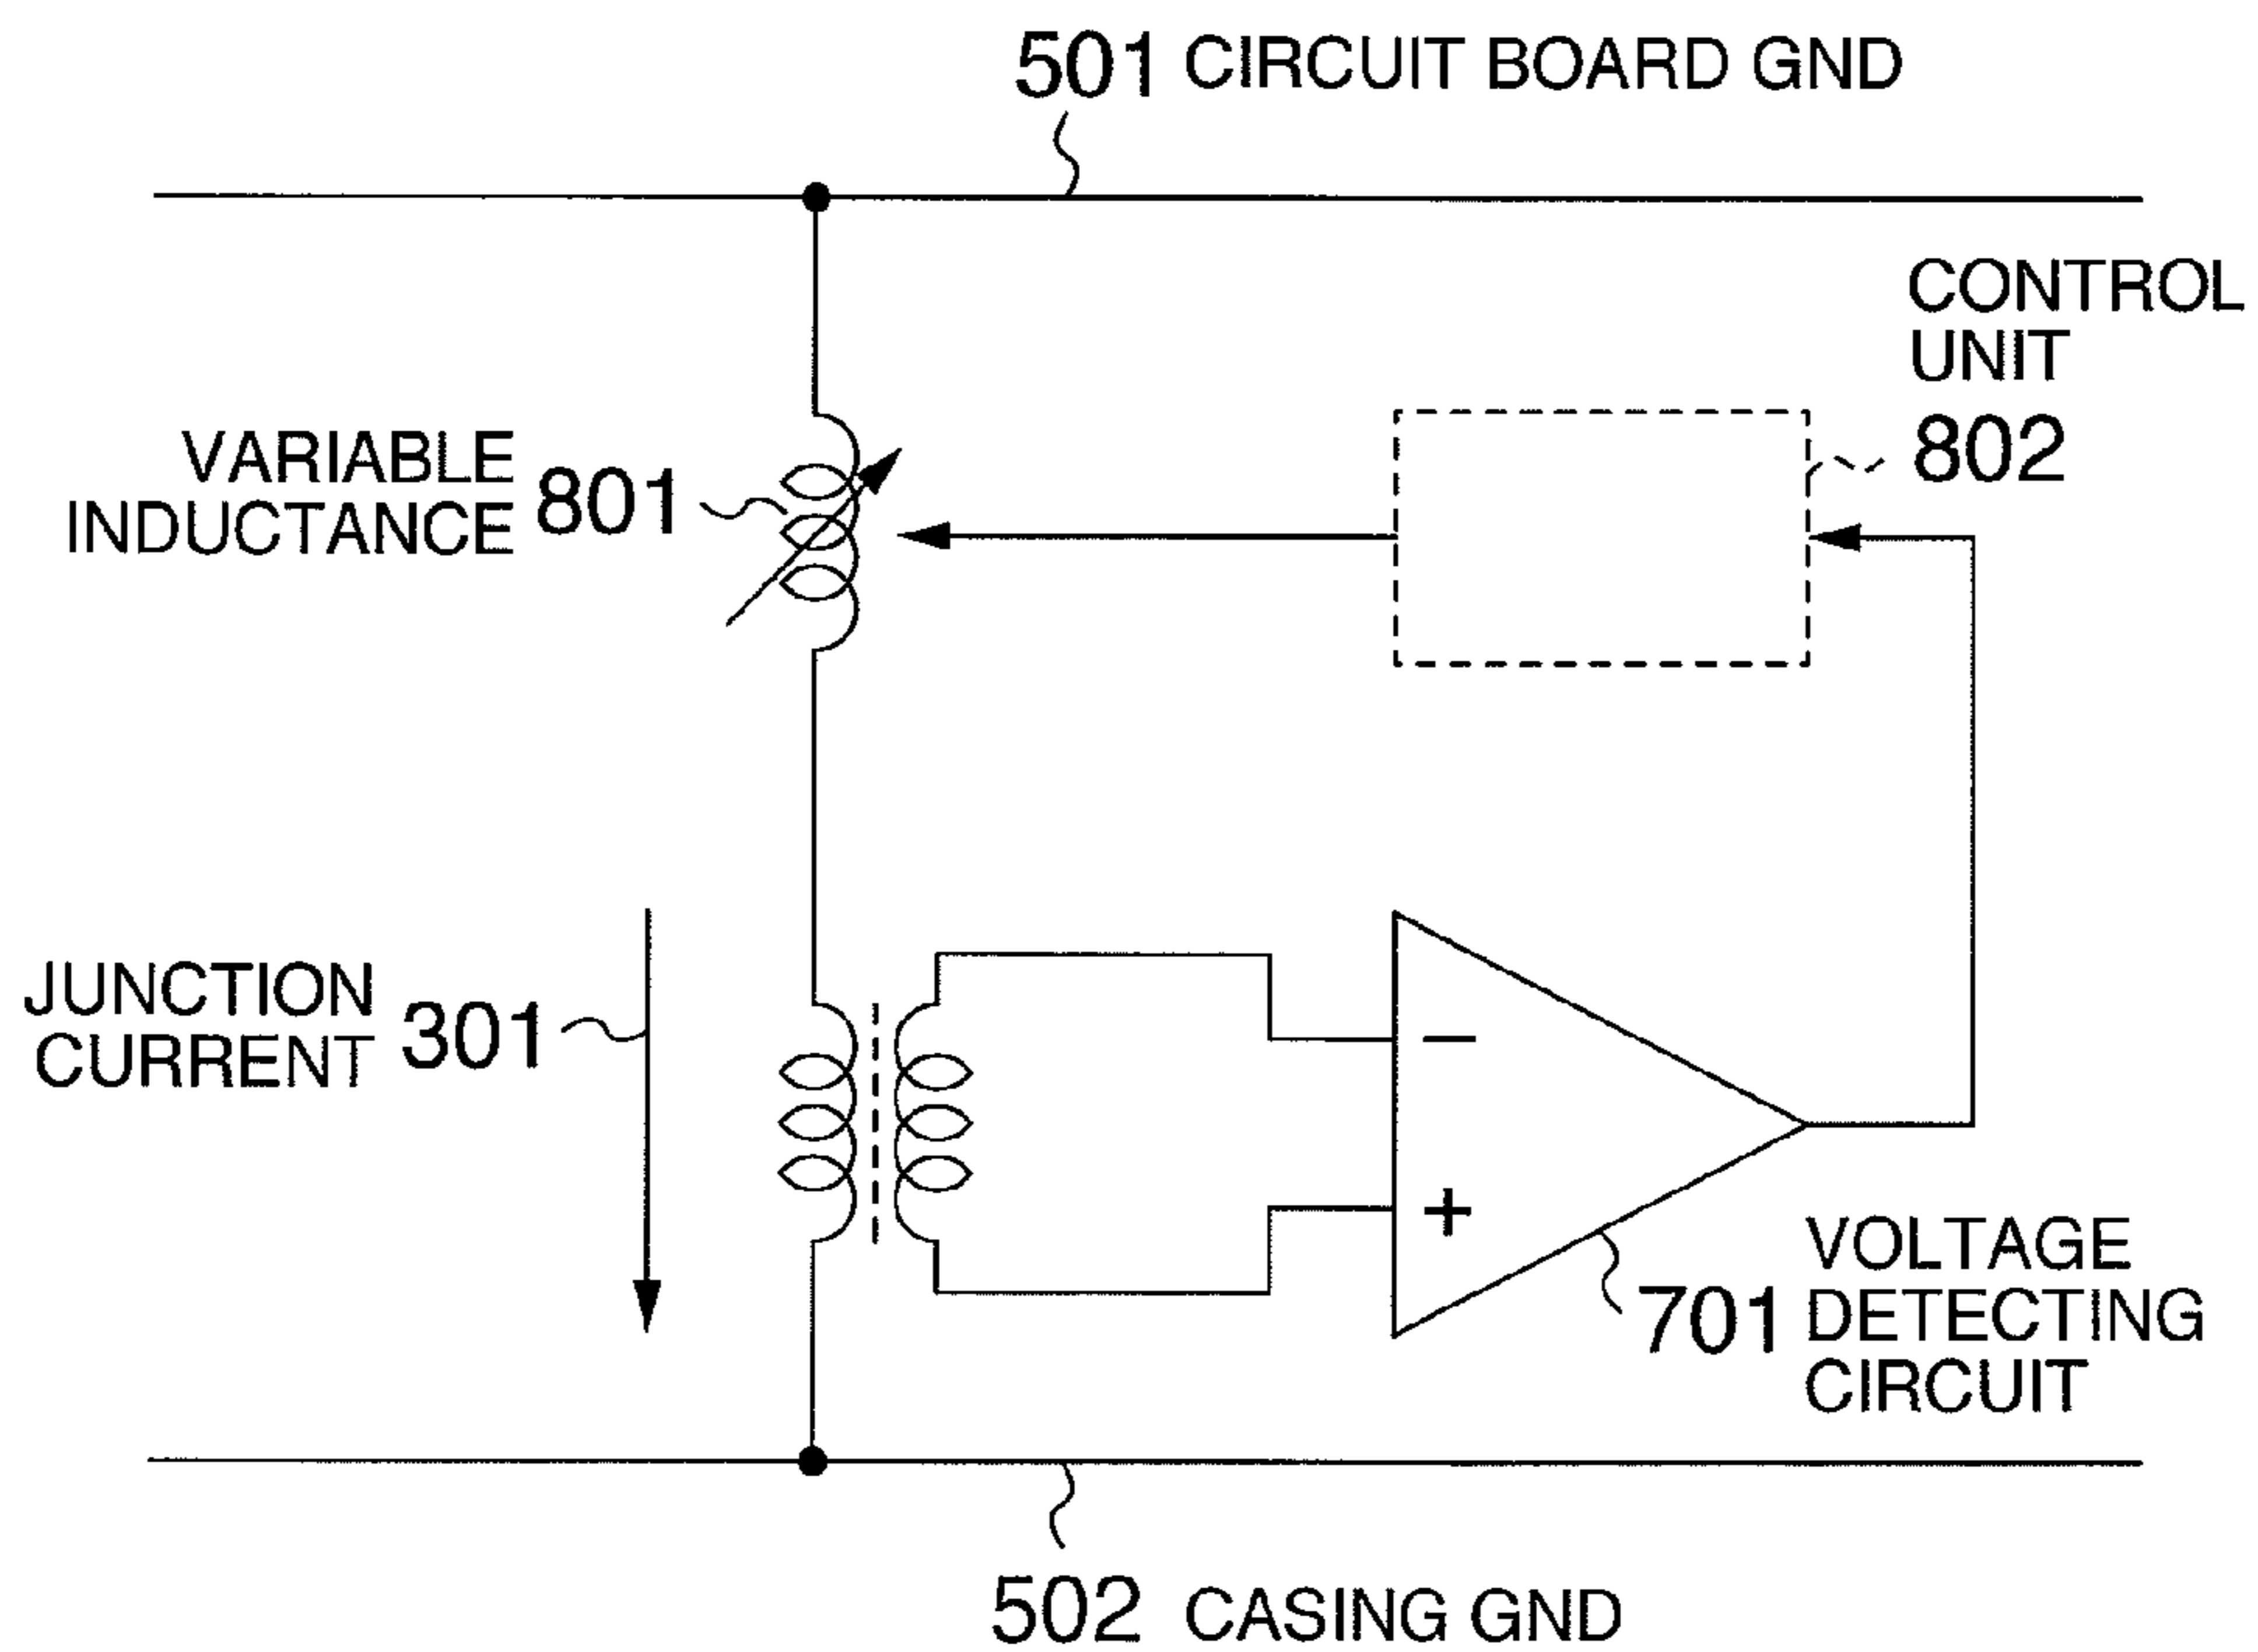 501 CIRCUIT BOARD GND
CONTROL
UNIT
802
VARIABLE
INDUCTANCE 801
JUNCTION
CURRENT 301
−
+
VOLTAGE
701 DETECTING
CIRCUIT
502 CASING GND